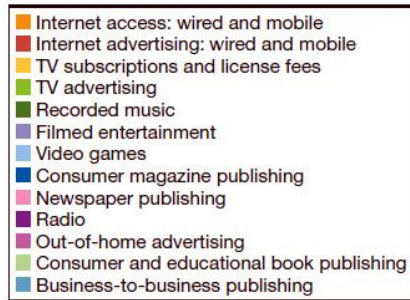 Internet access: wired and mobile
Internet advertising: wired and mobile
TV subscriptions and license fees
TV advertising
Recorded music
Filmed entertainment
Video games
Consumer magazine publishing
Newspaper publishing
Radio
Out-of-home advertising
Consumer and educational book publishing
Business-to-business publishing